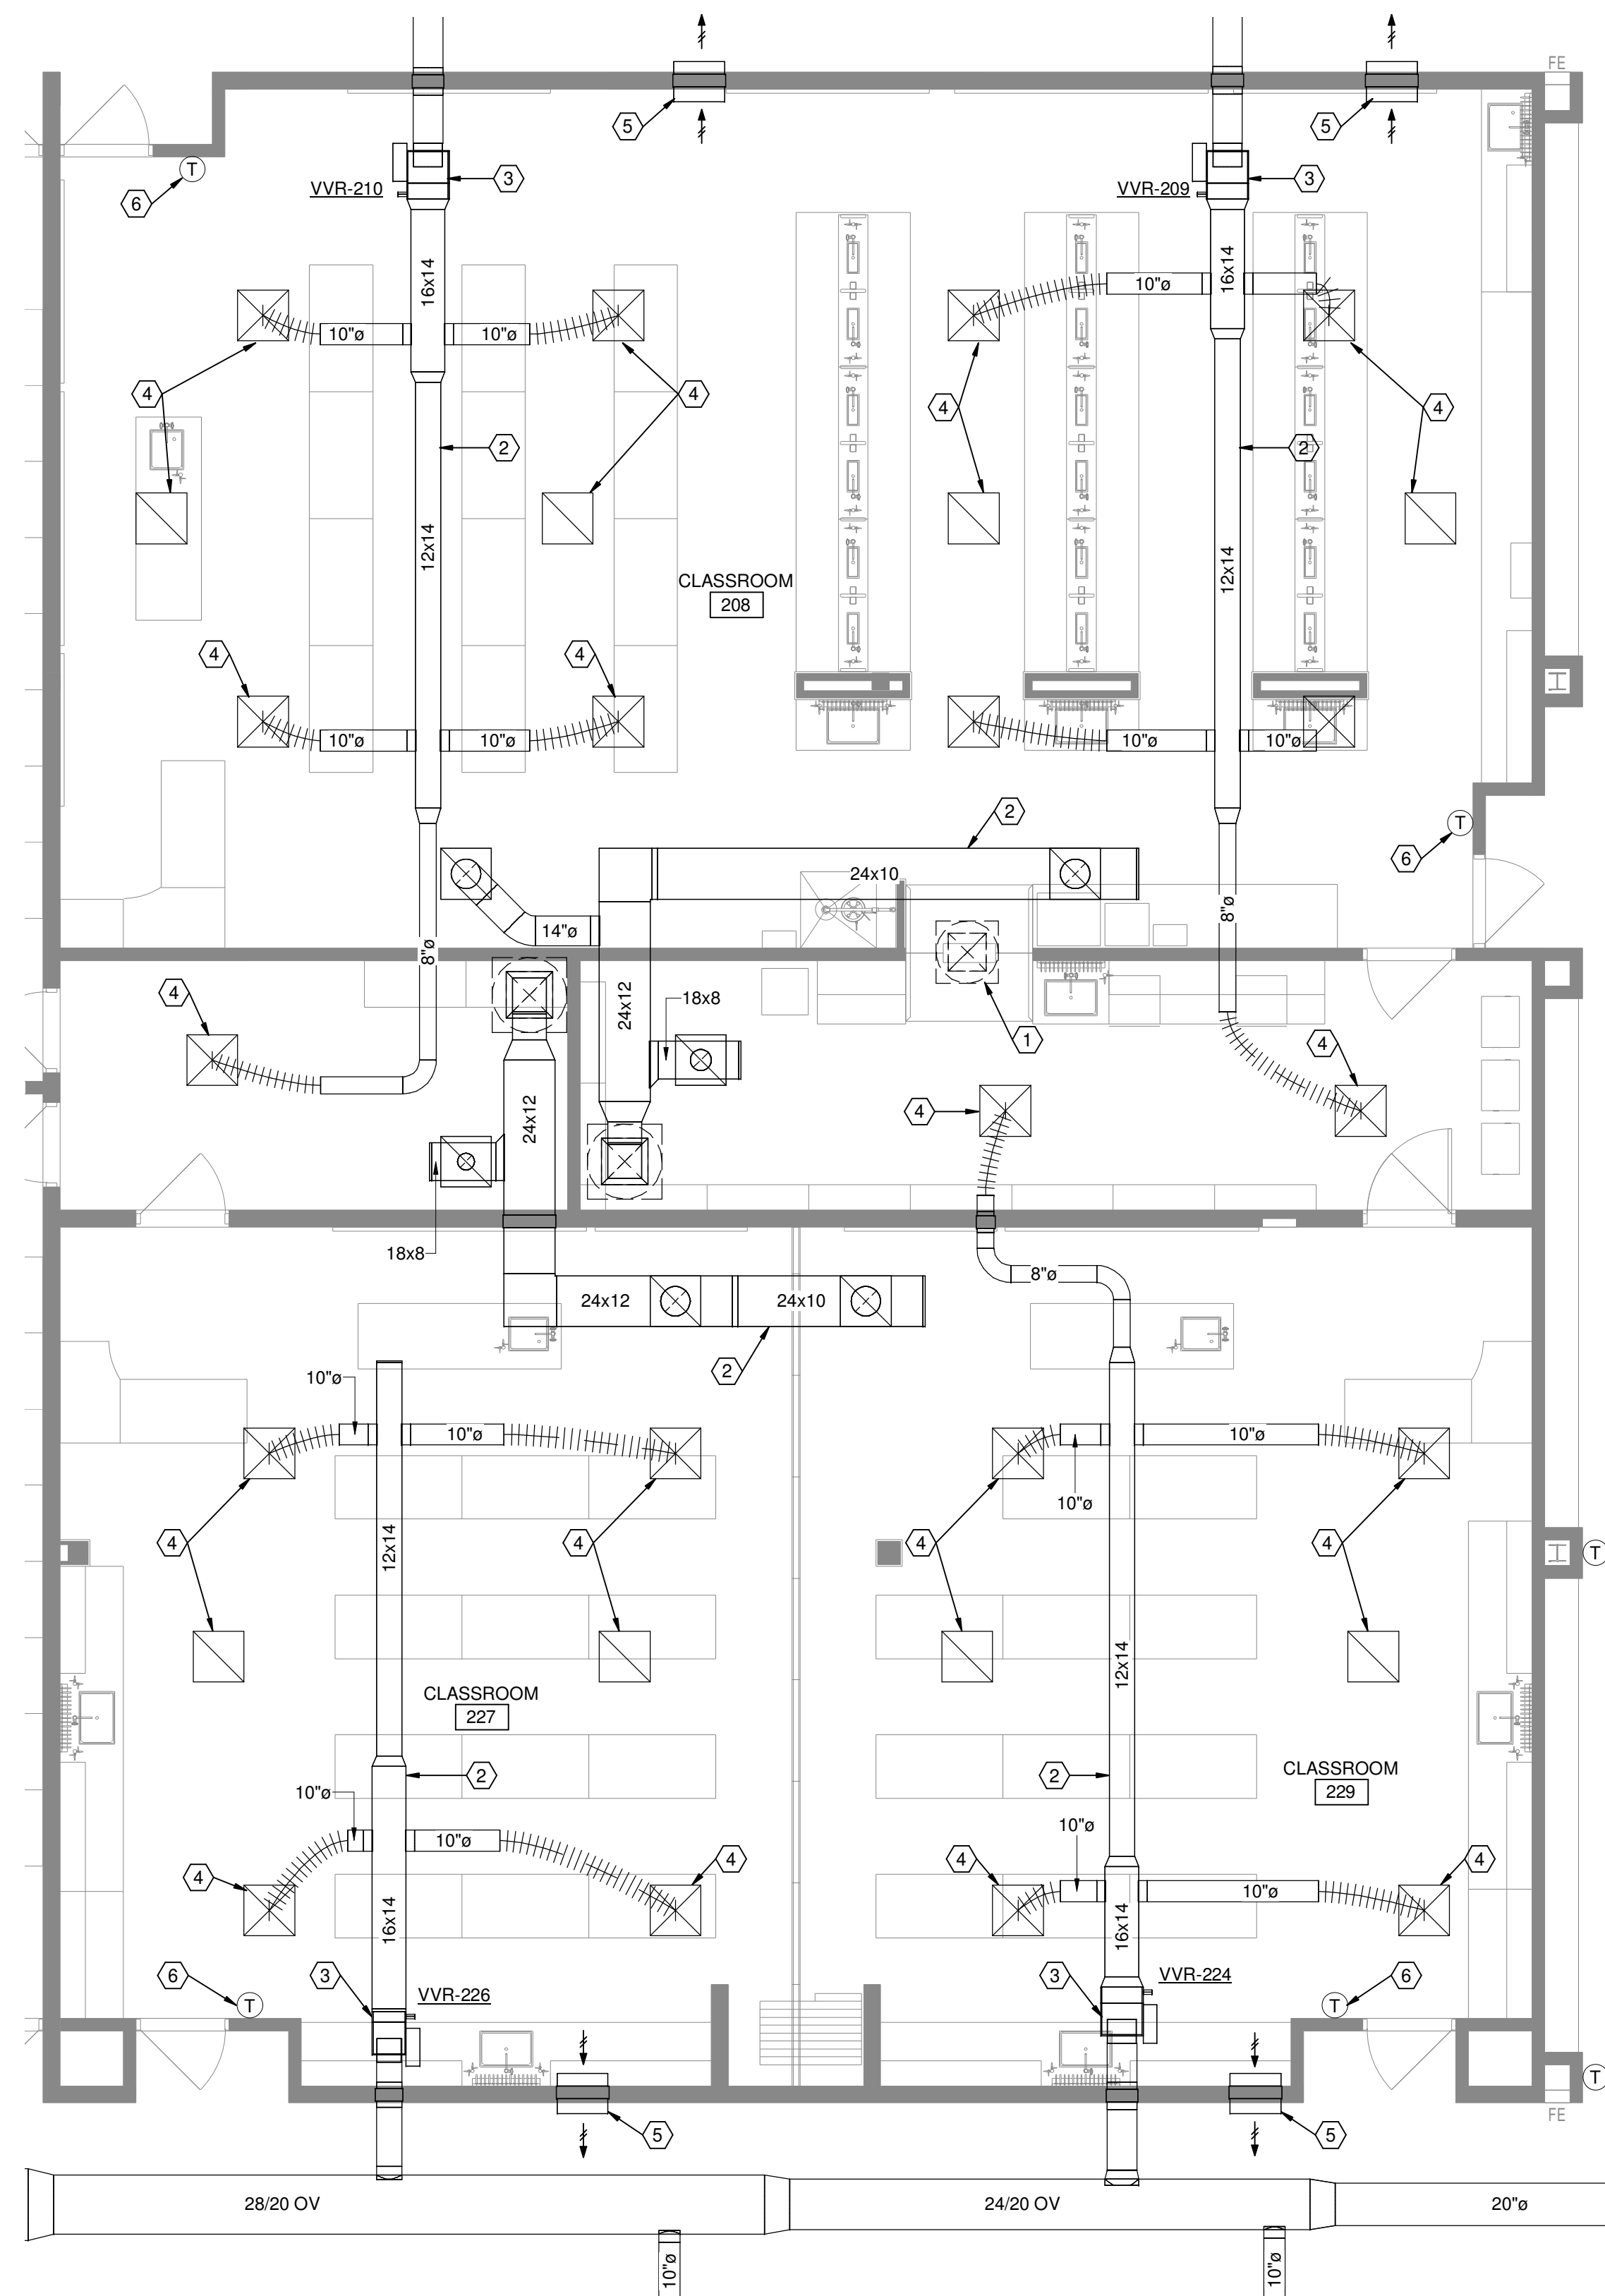 FE
5
5
T
3
3
VVR-210
VVR-209
6
16x14
16x14
10"ø
10"ø
10"ø
4
4
4
4
2
2
12x14
12x14
CLASSROOM
208
4
4
10"ø
10"ø
10"ø
10"ø
2
T
6
24x10
8"ø
14"ø
8"ø
4
18x8
24x12
1
4
4
24x12
18x8
8"ø
24x12
24x10
2
10"ø
10"ø
10"ø
10"ø
4
4
4
4
12x14
T
12x14
CLASSROOM
227
2
2
CLASSROOM
229
10"ø
10"ø
10"ø
4
4
4
4
10"ø
16x14
16x14
6
3
3
VVR-224
6
VVR-226
T
T
T
FE
5
5
28/20 OV
24/20 OV
20"ø
10"ø
10"ø